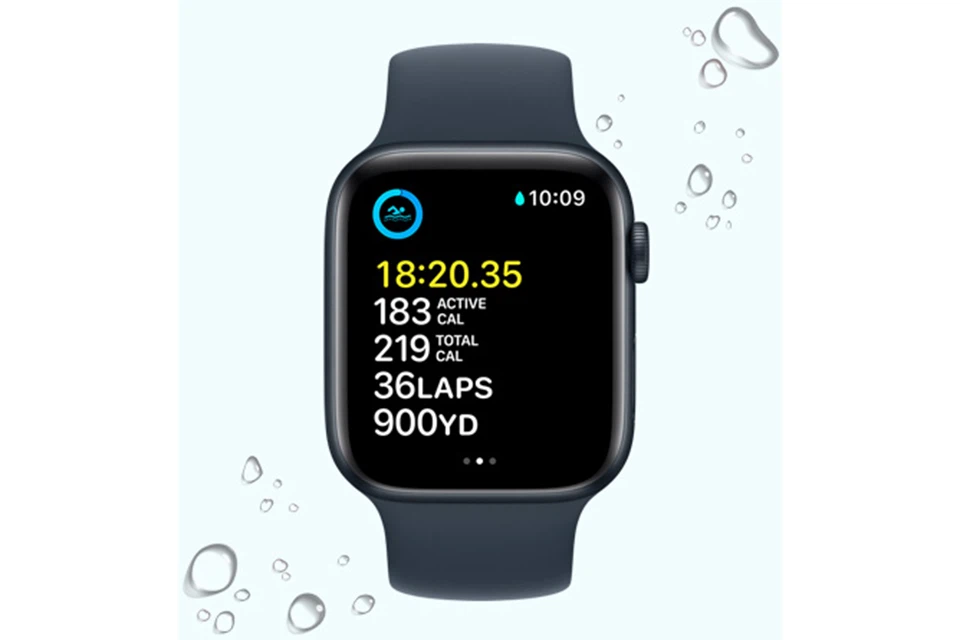 10:09
18:20.35
183 ACTIVE CAL
219 TOTAL CAL
36LAPS
900YD